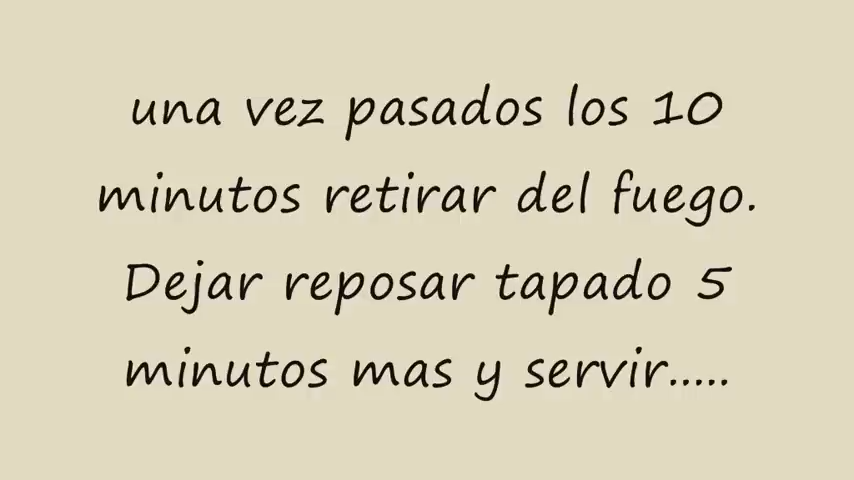 una vez pasados los 10
minutos retirar del fuego.
Dejar reposar tapado 5
minutos mas y servir.....